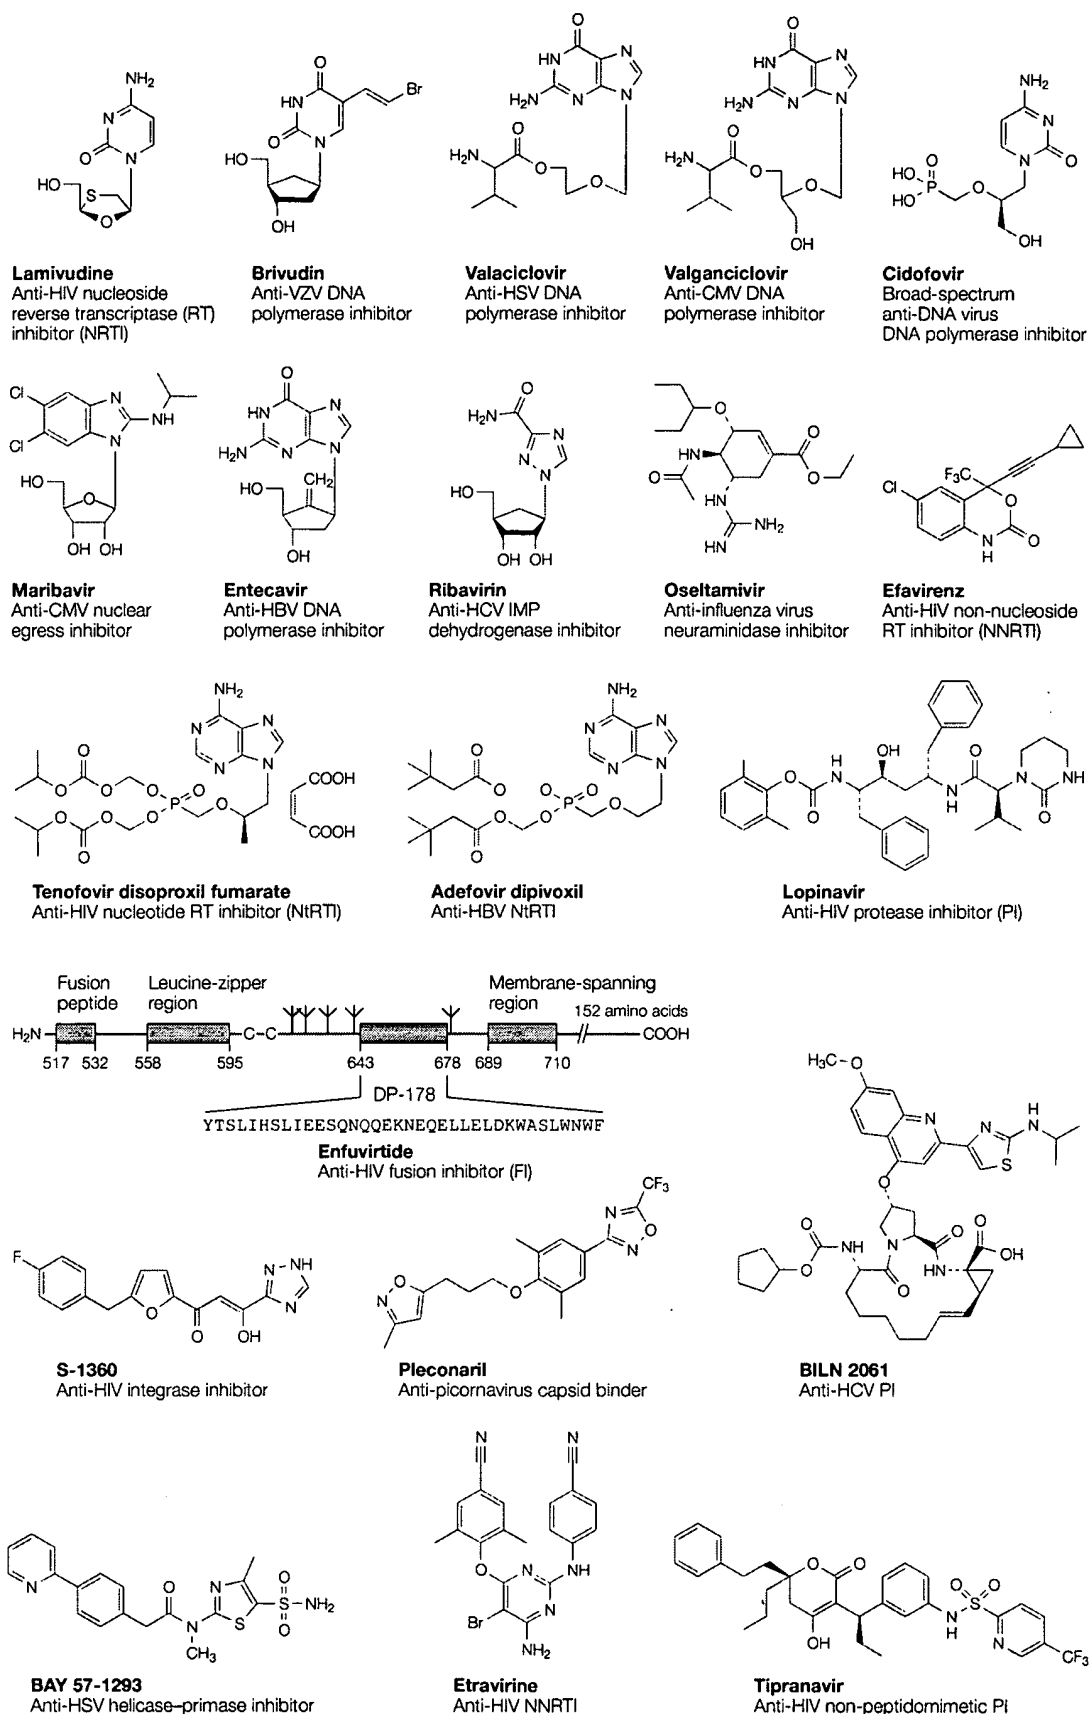 Lamivudine
Anti-HIV nucleoside
reverse transcriptase (RT)
inhibitor (NRTI)
Brivudin
Anti-VZV DNA
polymerase inhibitor
Valaciclovir
Anti-HSV DNA
polymerase inhibitor
Valganciclovir
Anti-CMV DNA
polymerase inhibitor
Cidofovir
Broad-spectrum
anti-DNA virus
DNA polymerase inhibitor
Maribavir
Anti-CMV nuclear
egress inhibitor
Entecavir
Anti-HBV DNA
polymerase inhibitor
Ribavirin
Anti-HCV IMP
dehydrogenase inhibitor
Oseltamivir
Anti-influenza virus
neuraminidase inhibitor
Efavirenz
Anti-HIV non-nucleoside
RT inhibitor (NNRTI)
Tenofovir disoproxil fumarate
Anti-HIV nucleotide RT inhibitor (NtRTI)
Adefovir dipivoxil
Anti-HBV NtRTI
Lopinavir
Anti-HIV protease inhibitor (PI)
Fusion
peptide
Leucine-zipper
region
Membrane-spanning
region
152 amino acids
H2N
C C
COOH
517 532 558 595 643 678 689 710
DP-178
YTSLIHSLIEESQNQQEKNEQELLELDKWASLWNWF
Enfuvirtide
Anti-HIV fusion inhibitor (FI)
S-1360
Anti-HIV integrase inhibitor
Pleconaril
Anti-picornavirus capsid binder
BILN 2061
Anti-HCV PI
BAY 57-1293
Anti-HSV helicase–primase inhibitor
Etravirine
Anti-HIV NNRTI
Tipranavir
Anti-HIV non-peptidomimetic PI